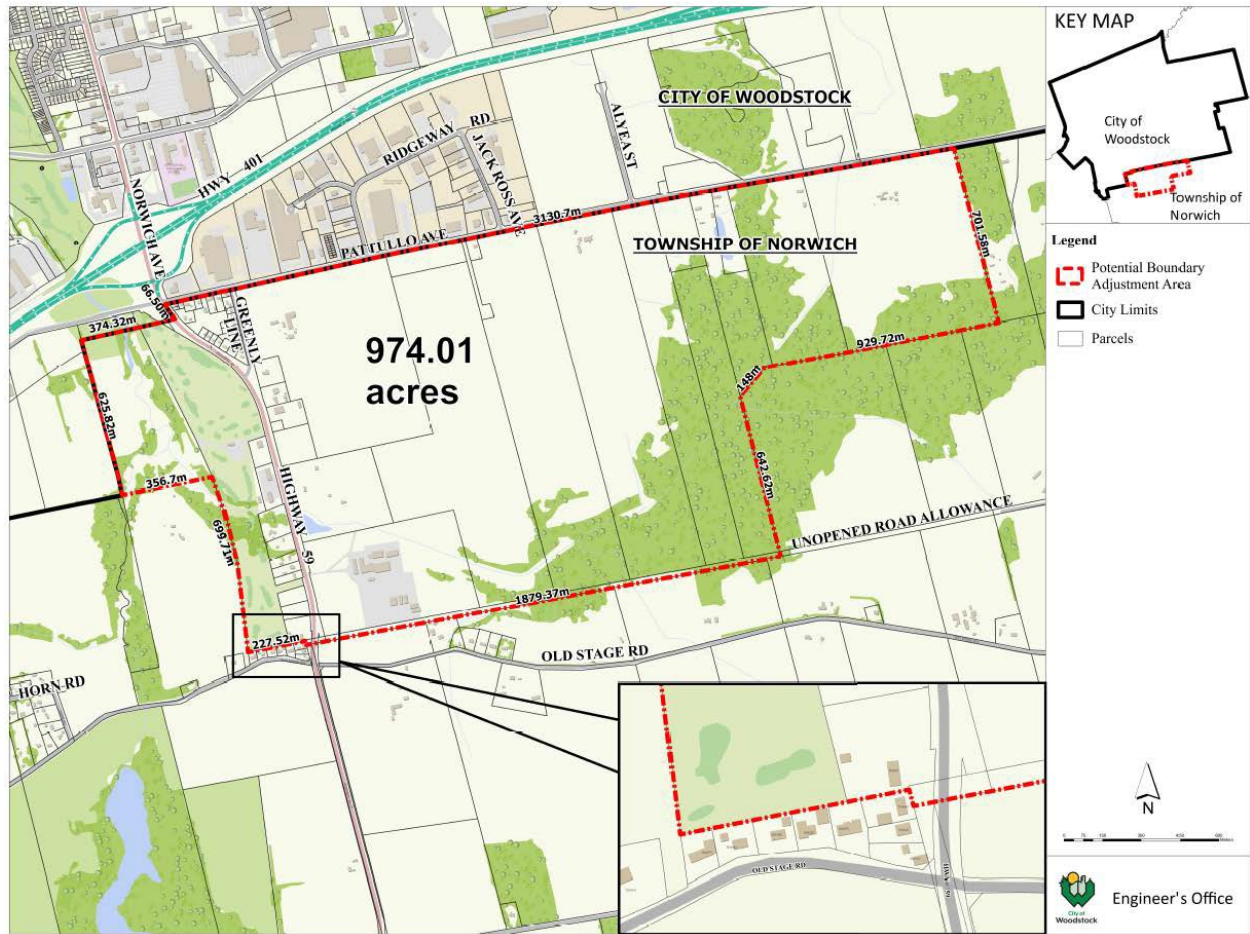 KEY MAP
City of
Woodstock
Township of
Norwich
Legend
Potential Boundary
Adjustment Area
City Limits
Parcels
N
City of
Woodstock
Engineer's Office
CITY OF WOODSTOCK
ALYEA ST
RIDGEWAY RD
JACK ROSS AVE
HWY 401
NORWICH AVE
3130.7m
PATTULLO AVE
TOWNSHIP OF NORWICH
701.58m
66.50m
374.32m
GREENLY
LINE
974.01
acres
929.72m
148m
625.82m
642.62m
356.7m
699.71m
HIGHWAY 59
UNOPENED ROAD ALLOWANCE
1879.37m
227.52m
OLD STAGE RD
HORN RD
OLD STAGE RD